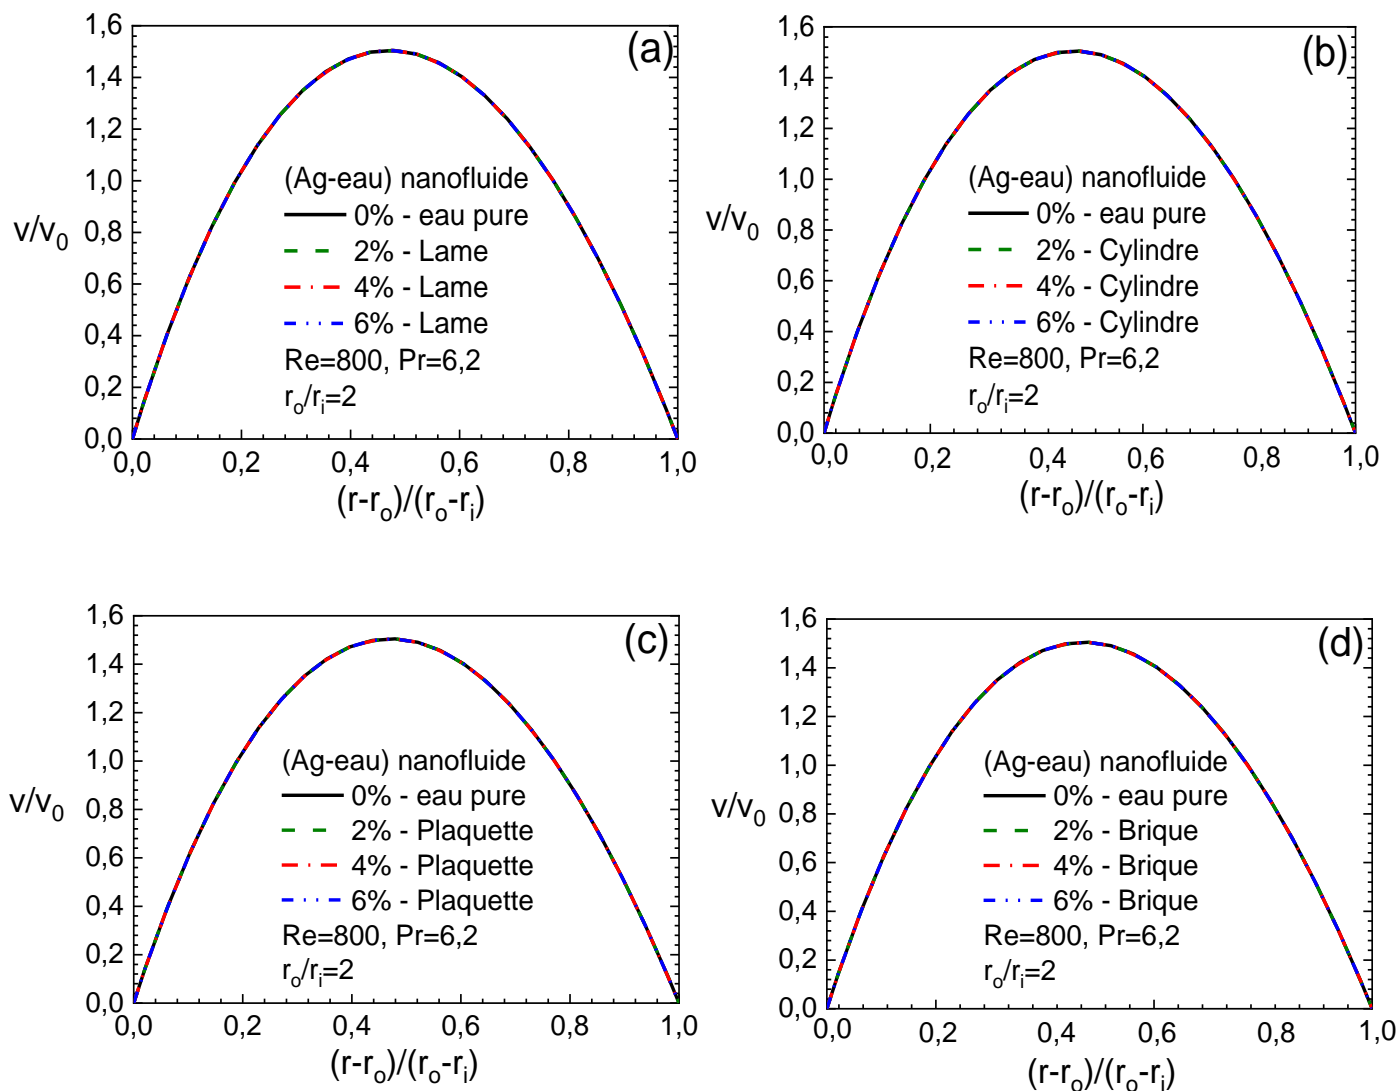 (a)
1,6
1,4
1,2
1,0
0,8
0,6
0,4
0,2
0,0
v/v₀
(Ag-eau) nanofluide
0% - eau pure
2% - Lame
4% - Lame
6% - Lame
Re=800, Pr=6,2
rₒ/rᵢ=2
0,0 0,2 0,4 0,6 0,8 1,0
(r-rₒ)/(rₒ-rᵢ)
(b)
1,6
1,4
1,2
1,0
0,8
0,6
0,4
0,2
0,0
v/v₀
(Ag-eau) nanofluide
0% - eau pure
2% - Cylindre
4% - Cylindre
6% - Cylindre
Re=800, Pr=6,2
rₒ/rᵢ=2
0,0 0,2 0,4 0,6 0,8 1,0
(r-rₒ)/(rₒ-rᵢ)
(c)
1,6
1,4
1,2
1,0
0,8
0,6
0,4
0,2
0,0
v/v₀
(Ag-eau) nanofluide
0% - eau pure
2% - Plaquette
4% - Plaquette
6% - Plaquette
Re=800, Pr=6,2
rₒ/rᵢ=2
0,0 0,2 0,4 0,6 0,8 1,0
(r-rₒ)/(rₒ-rᵢ)
(d)
1,6
1,4
1,2
1,0
0,8
0,6
0,4
0,2
0,0
v/v₀
(Ag-eau) nanofluide
0% - eau pure
2% - Brique
4% - Brique
6% - Brique
Re=800, Pr=6,2
rₒ/rᵢ=2
0,0 0,2 0,4 0,6 0,8 1,0
(r-rₒ)/(rₒ-rᵢ)